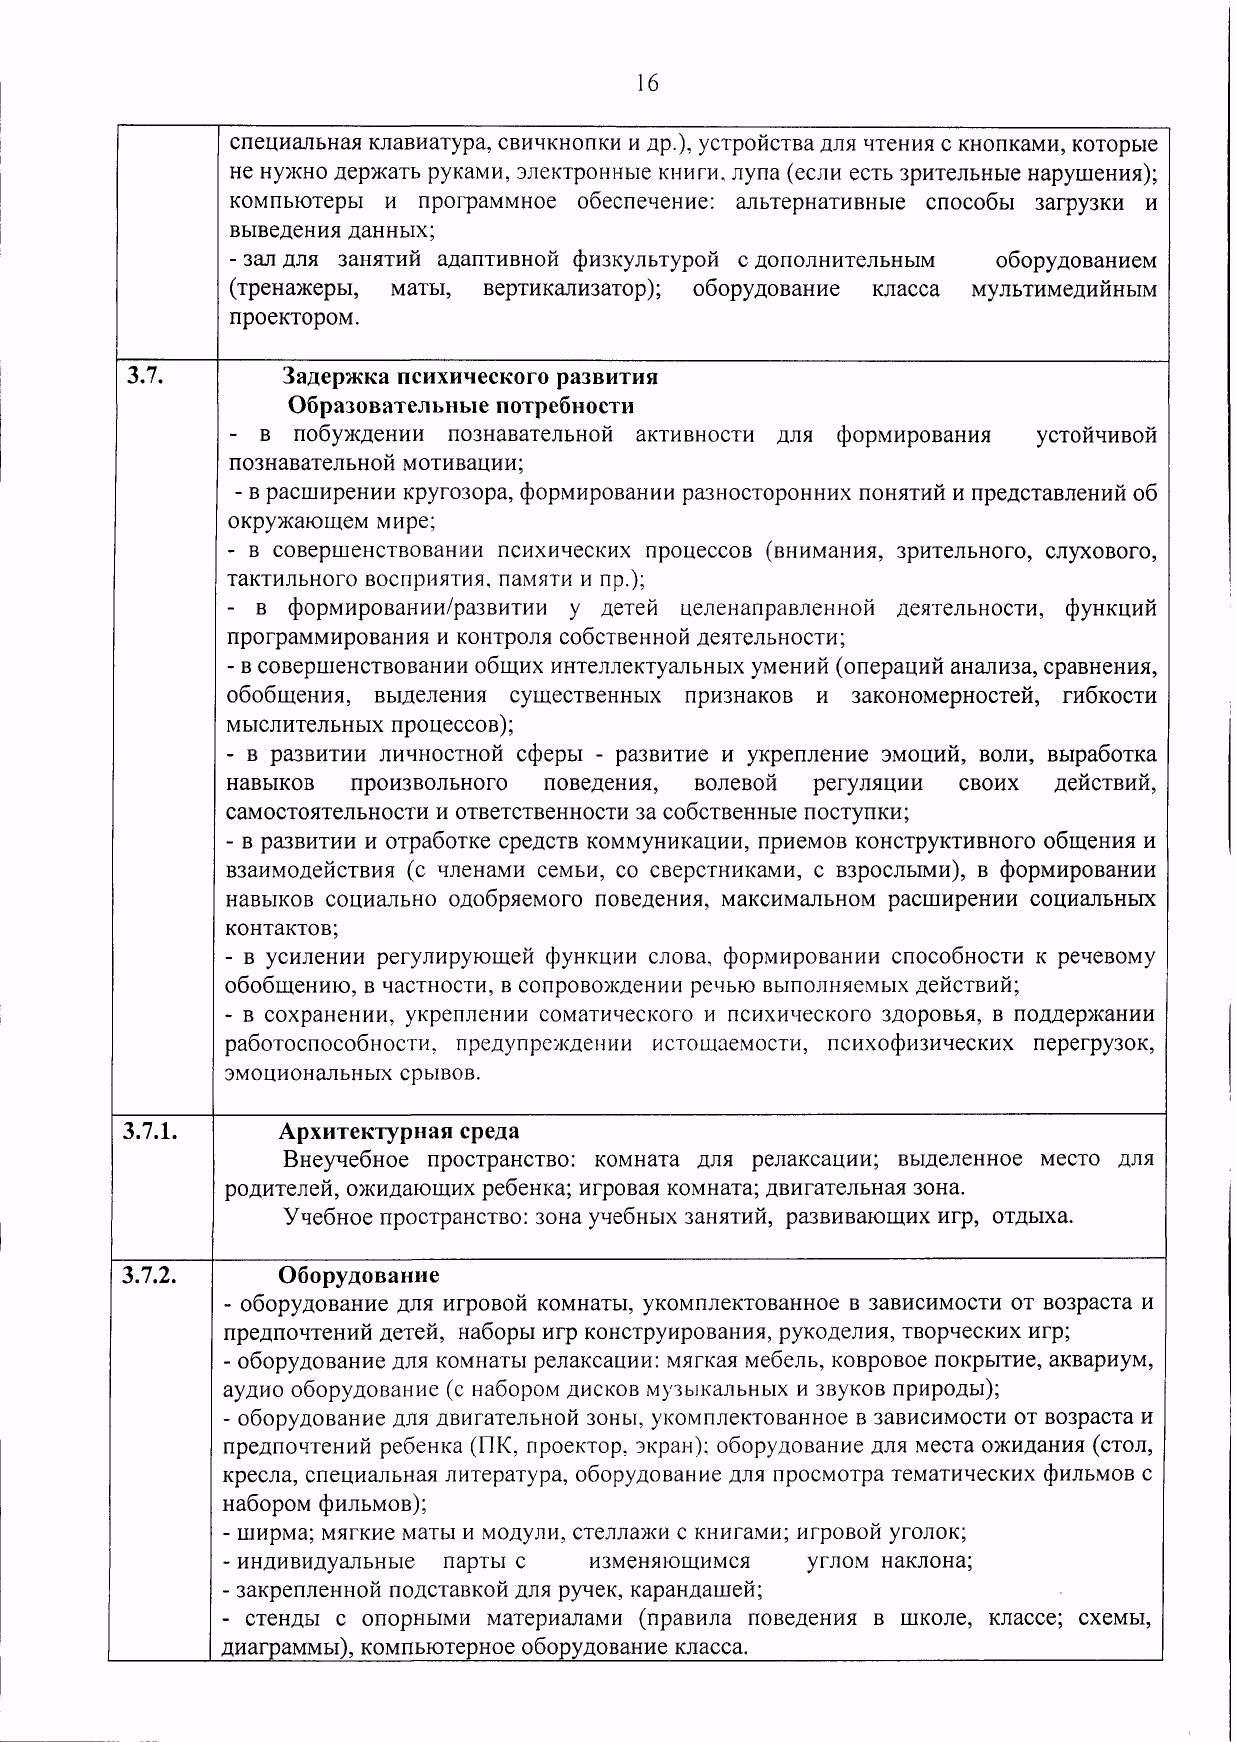 16
специальная клавиатура, свичкнопки и др.), устройства для чтения с кнопками, которые
не нужно держать руками, электронные книги, лупа (если есть зрительные нарушения);
компьютеры и программное обеспечение: альтернативные способы загрузки и
выведения данных;
- зал для занятий адаптивной физкультурой с дополнительным оборудованием
(тренажеры, маты, вертикализатор); оборудование класса мультимедийным
проектором.
3.7. Задержка психического развития
Образовательные потребности
- в побуждении познавательной активности для формирования устойчивой
познавательной мотивации;
- в расширении кругозора, формировании разносторонних понятий и представлений об
окружающем мире;
- в совершенствовании психических процессов (внимания, зрительного, слухового,
тактильного восприятия, памяти и пр.);
- в формировании/развитии у детей целенаправленной деятельности, функций
программирования и контроля собственной деятельности;
- в совершенствовании общих интеллектуальных умений (операций анализа, сравнения,
обобщения, выделения существенных признаков и закономерностей, гибкости
мыслительных процессов);
- в развитии личностной сферы - развитие и укрепление эмоций, воли, выработка
навыков произвольного поведения, волевой регуляции своих действий,
самостоятельности и ответственности за собственные поступки;
- в развитии и отработке средств коммуникации, приемов конструктивного общения и
взаимодействия (с членами семьи, со сверстниками, с взрослыми), в формировании
навыков социально одобряемого поведения, максимальном расширении социальных
контактов;
- в усилении регулирующей функции слова, формировании способности к речевому
обобщению, в частности, в сопровождении речью выполняемых действий;
- в сохранении, укреплении соматического и психического здоровья, в поддержании
работоспособности, предупреждении истощаемости, психофизических перегрузок,
эмоциональных срывов.
3.7.1. Архитектурная среда
Внеучебное пространство: комната для релаксации; выделенное место для
родителей, ожидающих ребенка; игровая комната; двигательная зона.
Учебное пространство: зона учебных занятий, развивающих игр, отдыха.
3.7.2. Оборудование
- оборудование для игровой комнаты, укомплектованное в зависимости от возраста и
предпочтений детей, наборы игр конструирования, рукоделия, творческих игр;
- оборудование для комнаты релаксации: мягкая мебель, ковровое покрытие, аквариум,
аудио оборудование (с набором дисков музыкальных и звуков природы);
- оборудование для двигательной зоны, укомплектованное в зависимости от возраста и
предпочтений ребенка (ПК, проектор, экран); оборудование для места ожидания (стол,
кресла, специальная литература, оборудование для просмотра тематических фильмов с
набором фильмов);
- ширма; мягкие маты и модули, стеллажи с книгами; игровой уголок;
- индивидуальные парты с изменяющимся углом наклона;
- закрепленной подставкой для ручек, карандашей;
- стенды с опорными материалами (правила поведения в школе, классе; схемы,
диаграммы), компьютерное оборудование класса.